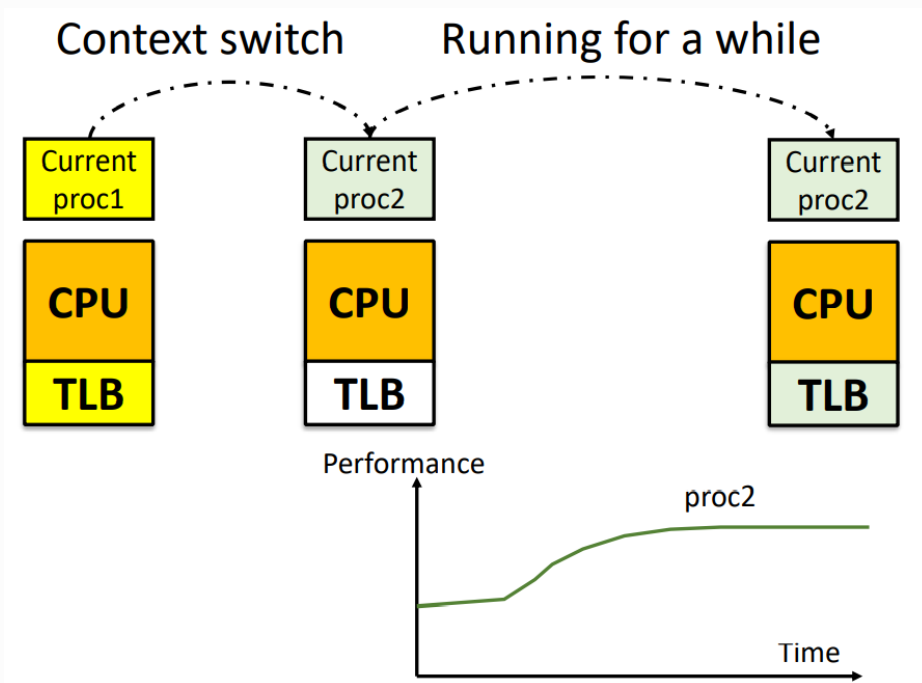 Context switch
Running for a while
Current
proc1
Current
proc2
Current
proc2
CPU
CPU
CPU
TLB
TLB
TLB
Performance
proc2
Time